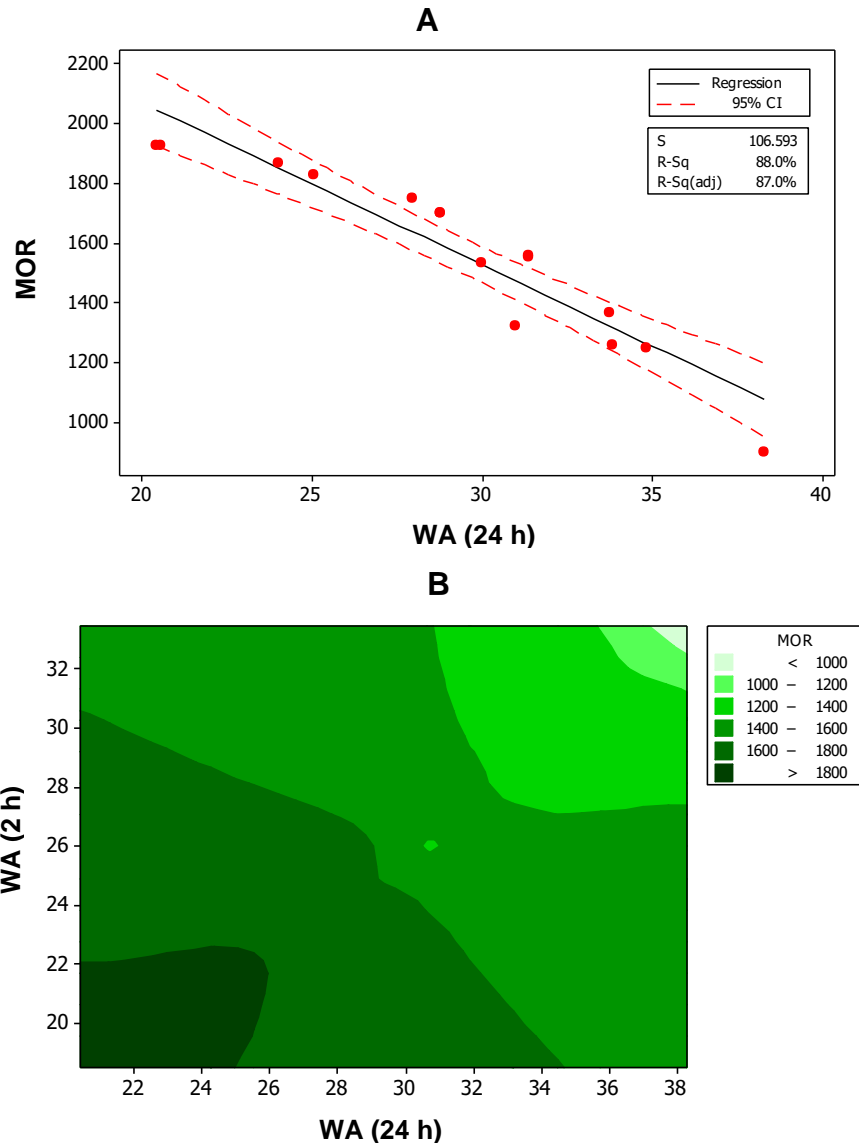 A
2200
2000
1800
1600
1400
1200
1000
MOR
Regression
95% CI
S 106.593
R-Sq 88.0%
R-Sq(adj) 87.0%
20 25 30 35 40
WA (24 h)
B
32
30
28
26
24
22
20
WA (2 h)
MOR
< 1000
1000 – 1200
1200 – 1400
1400 – 1600
1600 – 1800
> 1800
22 24 26 28 30 32 34 36 38
WA (24 h)